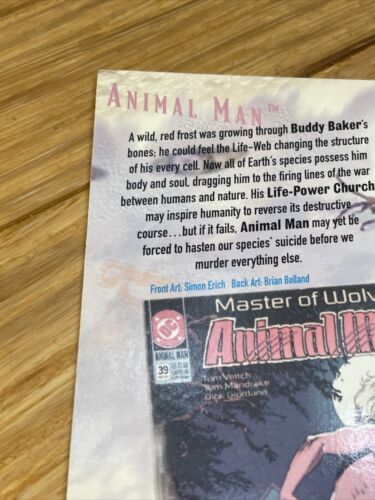 ANIMAL MAN™
A wild, red frost was growing through Buddy Baker's
bones; he could feel the Life-Web changing the structure
of his every cell. Now all of Earth's species possess him
body and soul, dragging him to the firing lines of the war
between humans and nature. His Life-Power Church
may inspire humanity to reverse its destructive
course…but if it fails, Animal Man may yet be
forced to hasten our species' suicide before we
murder everything else.
Front Art: Simon Erich Back Art: Brian Bolland
Master of Wolv
DC
Animal Ma
ANIMAL MAN
39
Tom Veitch
Tom Mandrake
Dick Giordano